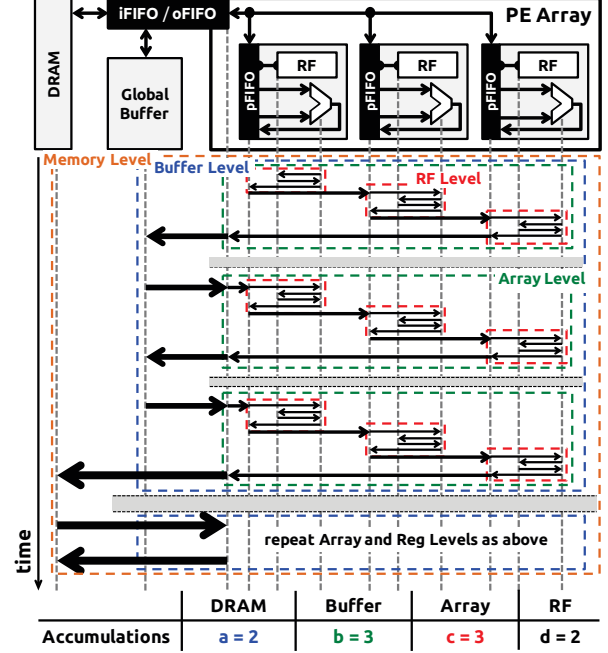 PE Array
iFIFO / oFIFO
DRAM
Global
Buffer
pFIFO
RF
pFIFO
RF
pFIFO
RF
Memory Level
Buffer Level
RF Level
Array Level
repeat Array and Reg Levels as above
time
DRAM Buffer Array RF
Accumulations a = 2 b = 3 c = 3 d = 2